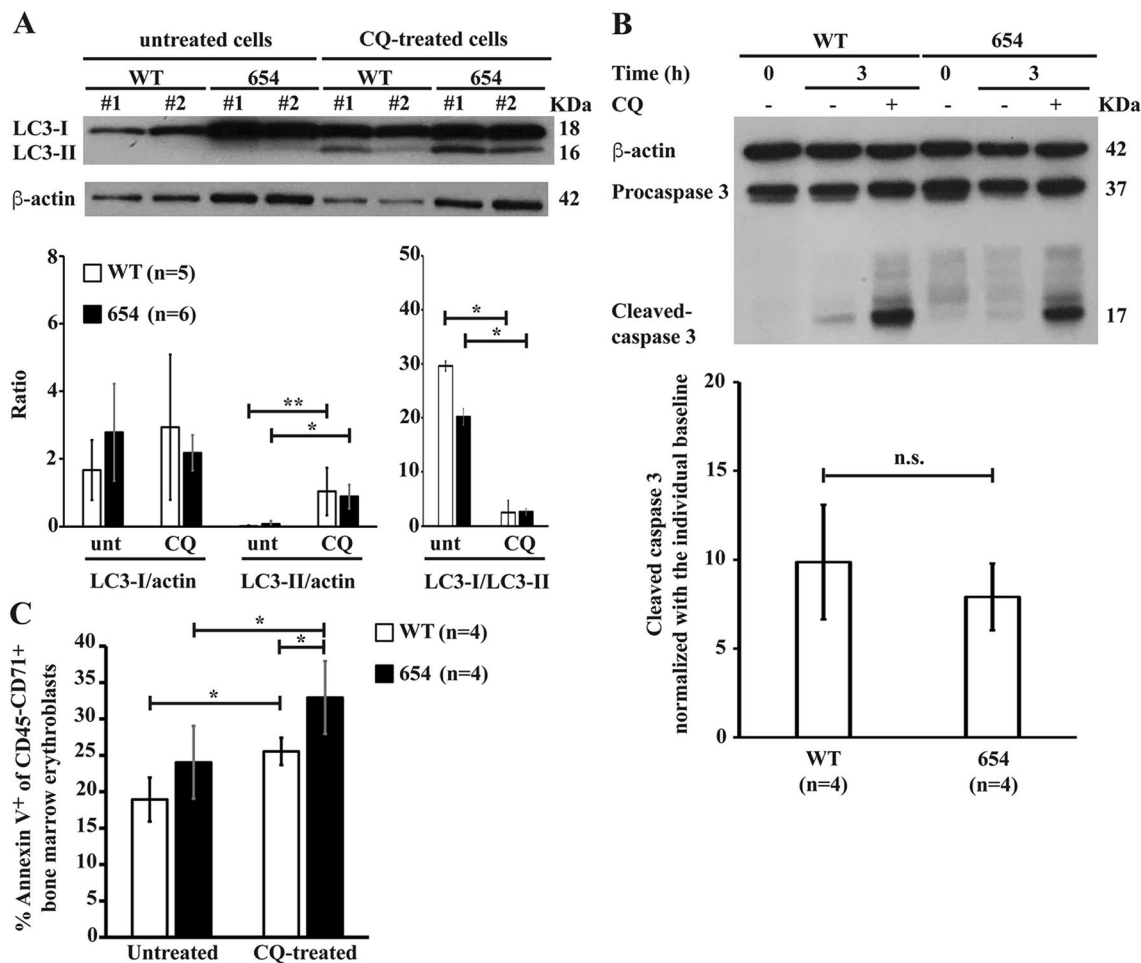 A
untreated cells CQ-treated cells
WT 654 WT 654
#1 #2 #1 #2 #1 #2 #1 #2 KDa
LC3-I 18
LC3-II 16
β-actin 42
8
6
4
2
0
Ratio
WT (n=5)
654 (n=6)
** 
*
unt CQ unt CQ
LC3-I/actin LC3-II/actin
50
40
30
20
10
0
*
*
unt CQ
LC3-I/LC3-II
B
WT 654
Time (h) 0 3 0 3
CQ - - + - - + KDa
β-actin 42
Procaspase 3 37
Cleaved-
caspase 3 17
20
15
10
5
0
Cleaved caspase 3
normalized with the individual baseline
n.s.
WT 654
(n=4) (n=4)
C
40
35
30
25
20
15
10
5
0
% Annexin V+ of CD45-CD71+
bone marrow erythroblasts
*
*
*
WT (n=4)
654 (n=4)
Untreated CQ-treated